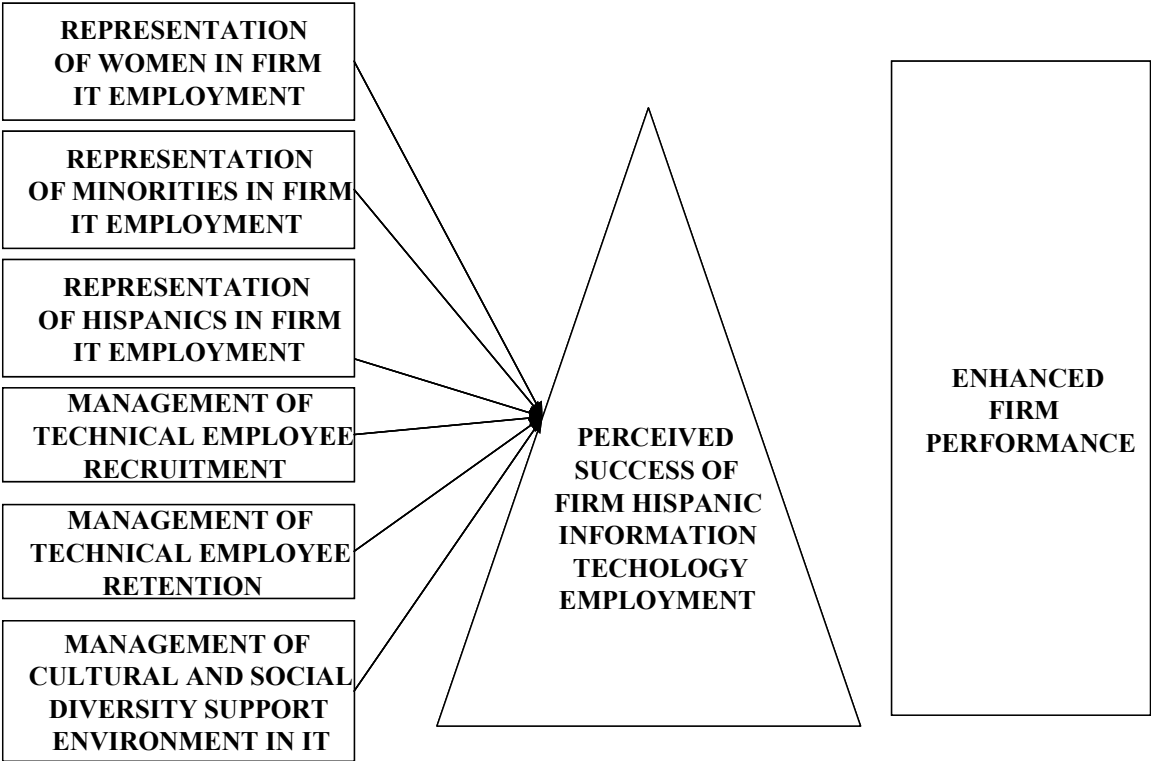 REPRESENTATION
OF WOMEN IN FIRM
IT EMPLOYMENT
REPRESENTATION
OF MINORITIES IN FIRM
IT EMPLOYMENT
REPRESENTATION
OF HISPANICS IN FIRM
IT EMPLOYMENT
MANAGEMENT OF
TECHNICAL EMPLOYEE
RECRUITMENT
MANAGEMENT OF
TECHNICAL EMPLOYEE
RETENTION
MANAGEMENT OF
CULTURAL AND SOCIAL
DIVERSITY SUPPORT
ENVIRONMENT IN IT
PERCEIVED
SUCCESS OF
FIRM HISPANIC
INFORMATION
TECHOLOGY
EMPLOYMENT
ENHANCED
FIRM
PERFORMANCE